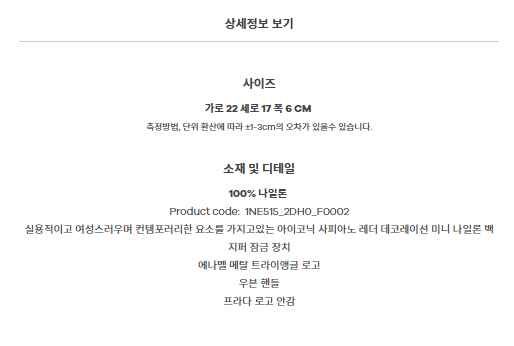 상세정보 보기
사이즈
가로 22 세로 17 폭 6 CM
측정방법, 단위 환산에 따라 ±1-3cm의 오차가 있을수 있습니다.
소재 및 디테일
100% 나일론
Product code: 1NE515_2DH0_F0002
실용적이고 여성스러우며 컨템포러리한 요소를 가지고있는 아이코닉 사피아노 레더 데코레이션 미니 나일론 백
지퍼 잠금 장치
에나멜 메탈 트라이앵글 로고
우븐 핸들
프라다 로고 안감